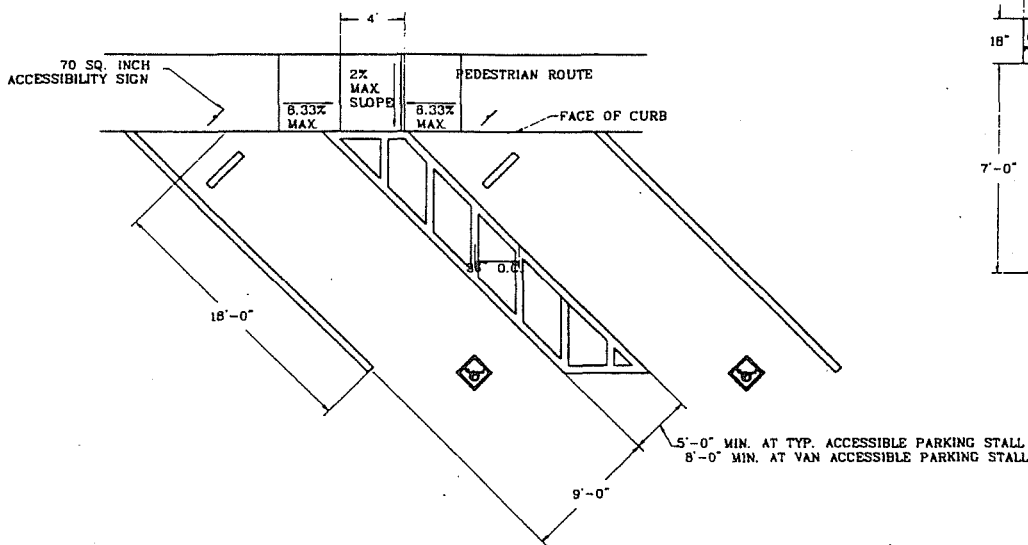 4'
18"
70 SQ. INCH
ACCESSIBILITY SIGN
2%
MAX
SLOPE
PEDESTRIAN ROUTE
8.33%
MAX.
8.33%
MAX.
FACE OF CURB
7'-0"
O.C.
18'-0"
5'-0" MIN. AT TYP. ACCESSIBLE PARKING STALL
8'-0" MIN. AT VAN ACCESSIBLE PARKING STALL
9'-0"